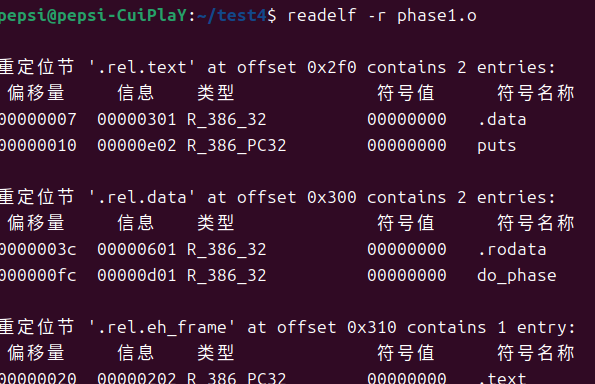 pepsi@pepsi-CuiPlaY:~/test4$ readelf -r phase1.o
重定位节 '.rel.text' at offset 0x2f0 contains 2 entries:
偏移量 信息 类型 符号值 符号名称
00000007 00000301 R_386_32 00000000 .data
00000010 00000e02 R_386_PC32 00000000 puts
重定位节 '.rel.data' at offset 0x300 contains 2 entries:
偏移量 信息 类型 符号值 符号名称
0000003c 00000601 R_386_32 00000000 .rodata
000000fc 00000d01 R_386_32 00000000 do_phase
重定位节 '.rel.eh_frame' at offset 0x310 contains 1 entry:
偏移量 信息 类型 符号值 符号名称
00000020 00000202 R_386_PC32 00000000 .text